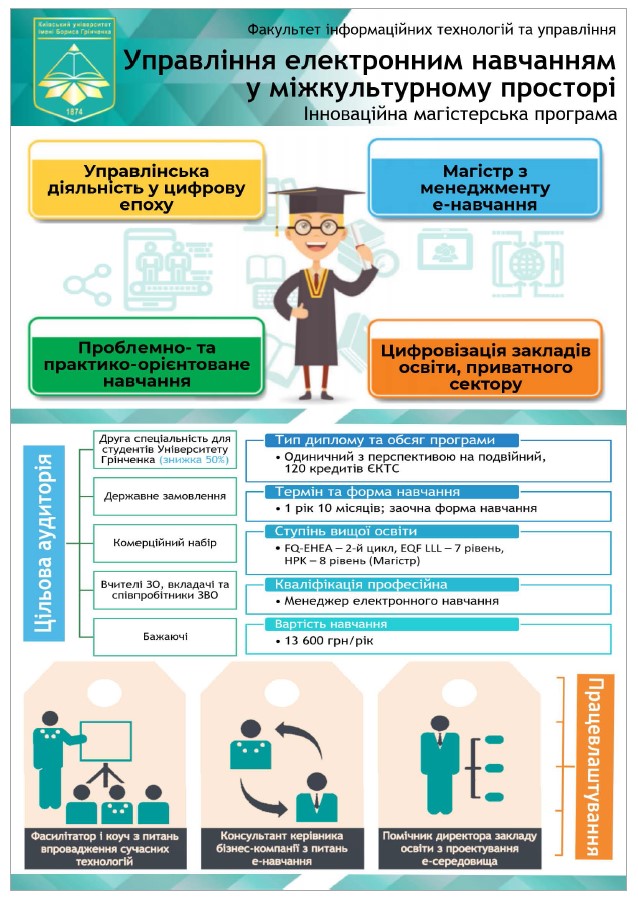 Київський університет
імені Бориса Грінченка
1874
Факультет інформаційних технологій та управління
Управління електронним навчанням
у міжкультурному просторі
Інноваційна магістерська програма
Управлінська
діяльність у цифрову
епоху
Магістр з
менеджменту
е-навчання
Проблемно- та
практико-орієнтоване
навчання
Цифровізація закладів
освіти, приватного
сектору
Цільова аудиторія
Друга спеціальність для
студентів Університету
Грінченка (знижка 50%)
Державне замовлення
Комерційний набір
Вчителі ЗО, вкладачі та
співпробітники ЗВО
Бажаючі
Тип диплому та обсяг програми
• Одиничний з перспективою на подвійний,
120 кредитів ЄКТС
Термін та форма навчання
• 1 рік 10 місяців; заочна форма навчання
Ступінь вищої освіти
• FQ-EHEA – 2-й цикл, EQF LLL – 7 рівень,
НРК – 8 рівень (Магістр)
Кваліфікація професійна
• Менеджер електронного навчання
Вартість навчання
• 13 600 грн/рік
Фасилітатор і коуч з питань
впровадження сучасних
технологій
Консультант керівника
бізнес-компанії з питань
е-навчання
Помічник директора закладу
освіти з проектування
е-середовища
Працевлаштування